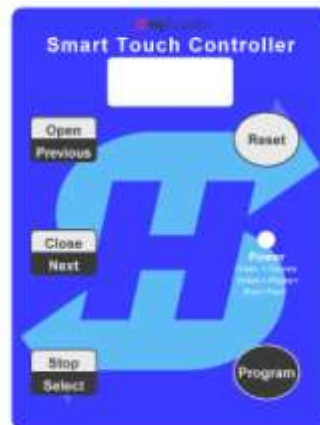 Smart Touch Controller
Open
Previous
Reset
Close
Next
Power
Stop
Select
Program